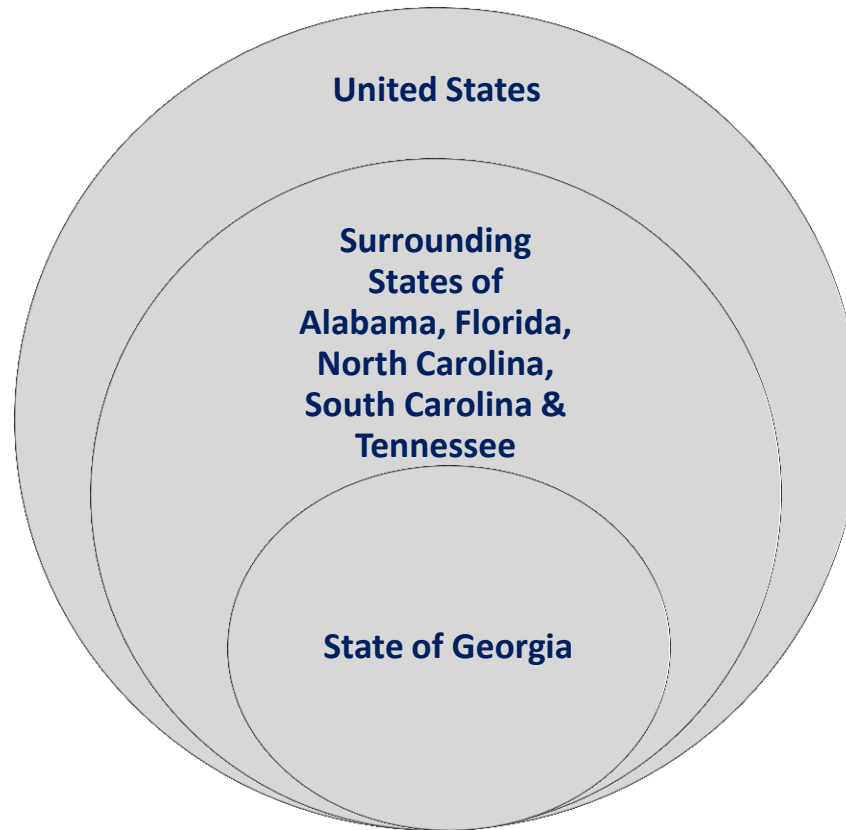 United States
Surrounding
States of
Alabama, Florida,
North Carolina,
South Carolina &
Tennessee
State of Georgia